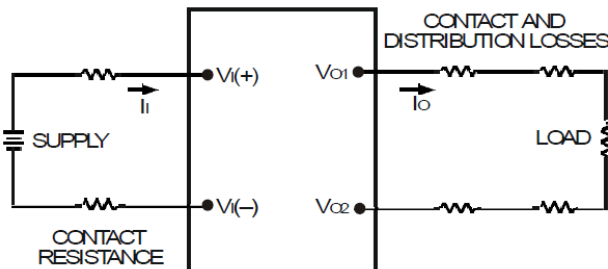 CONTACT AND
DISTRIBUTION LOSSES
VI(+)
VO1
II
IO
SUPPLY
LOAD
VI(–)
VO2
CONTACT
RESISTANCE